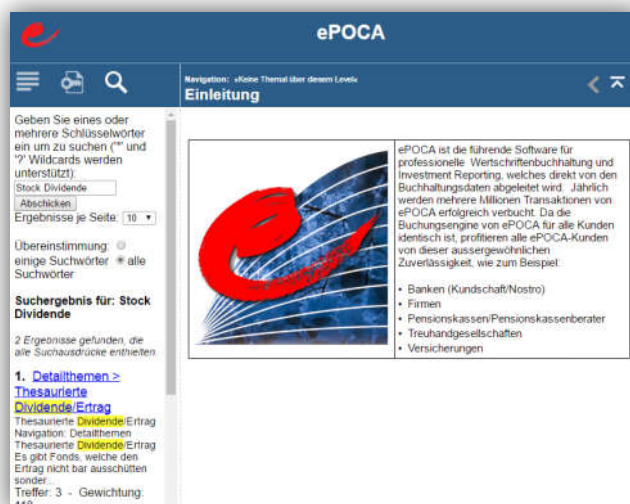 ePOCA
Navigation: »Keine Themal über diesem Level«
Einleitung
Geben Sie eines oder
mehrere Schlüsselwörter
ein um zu suchen ('*' und
'?' Wildcards werden
unterstützt):
Stock Dividende
Abschicken
Ergebnisse je Seite: 10
Übereinstimmung:
einige Suchwörter alle
Suchwörter
Suchergebnis für: Stock
Dividende
2 Ergebnisse gefunden, die
alle Suchausdrücke enthielten.
1. Detailthemen >
Thesaurierte
Dividende/Ertrag
Thesaurierte Dividende/Ertrag
Navigation: Detailthemen
Thesaurierte Dividende/Ertrag
Es gibt Fonds, welche den
Ertrag nicht bar ausschütten
sonder...
Treffer: 3 - Gewichtung:
ePOCA ist die führende Software für
professionelle Wertschriftenbuchhaltung und
Investment Reporting, welches direkt von den
Buchhaltungsdaten abgeleitet wird. Jährlich
werden mehrere Millionen Transaktionen von
ePOCA erfolgreich verbucht. Da die
Buchungsengine von ePOCA für alle Kunden
identisch ist, profitieren alle ePOCA-Kunden
von dieser aussergewöhnlichen
Zuverlässigkeit, wie zum Beispiel:
• Banken (Kundschaft/Nostro)
• Firmen
• Pensionskassen/Pensionskassenberater
• Treuhandgesellschaften
• Versicherungen